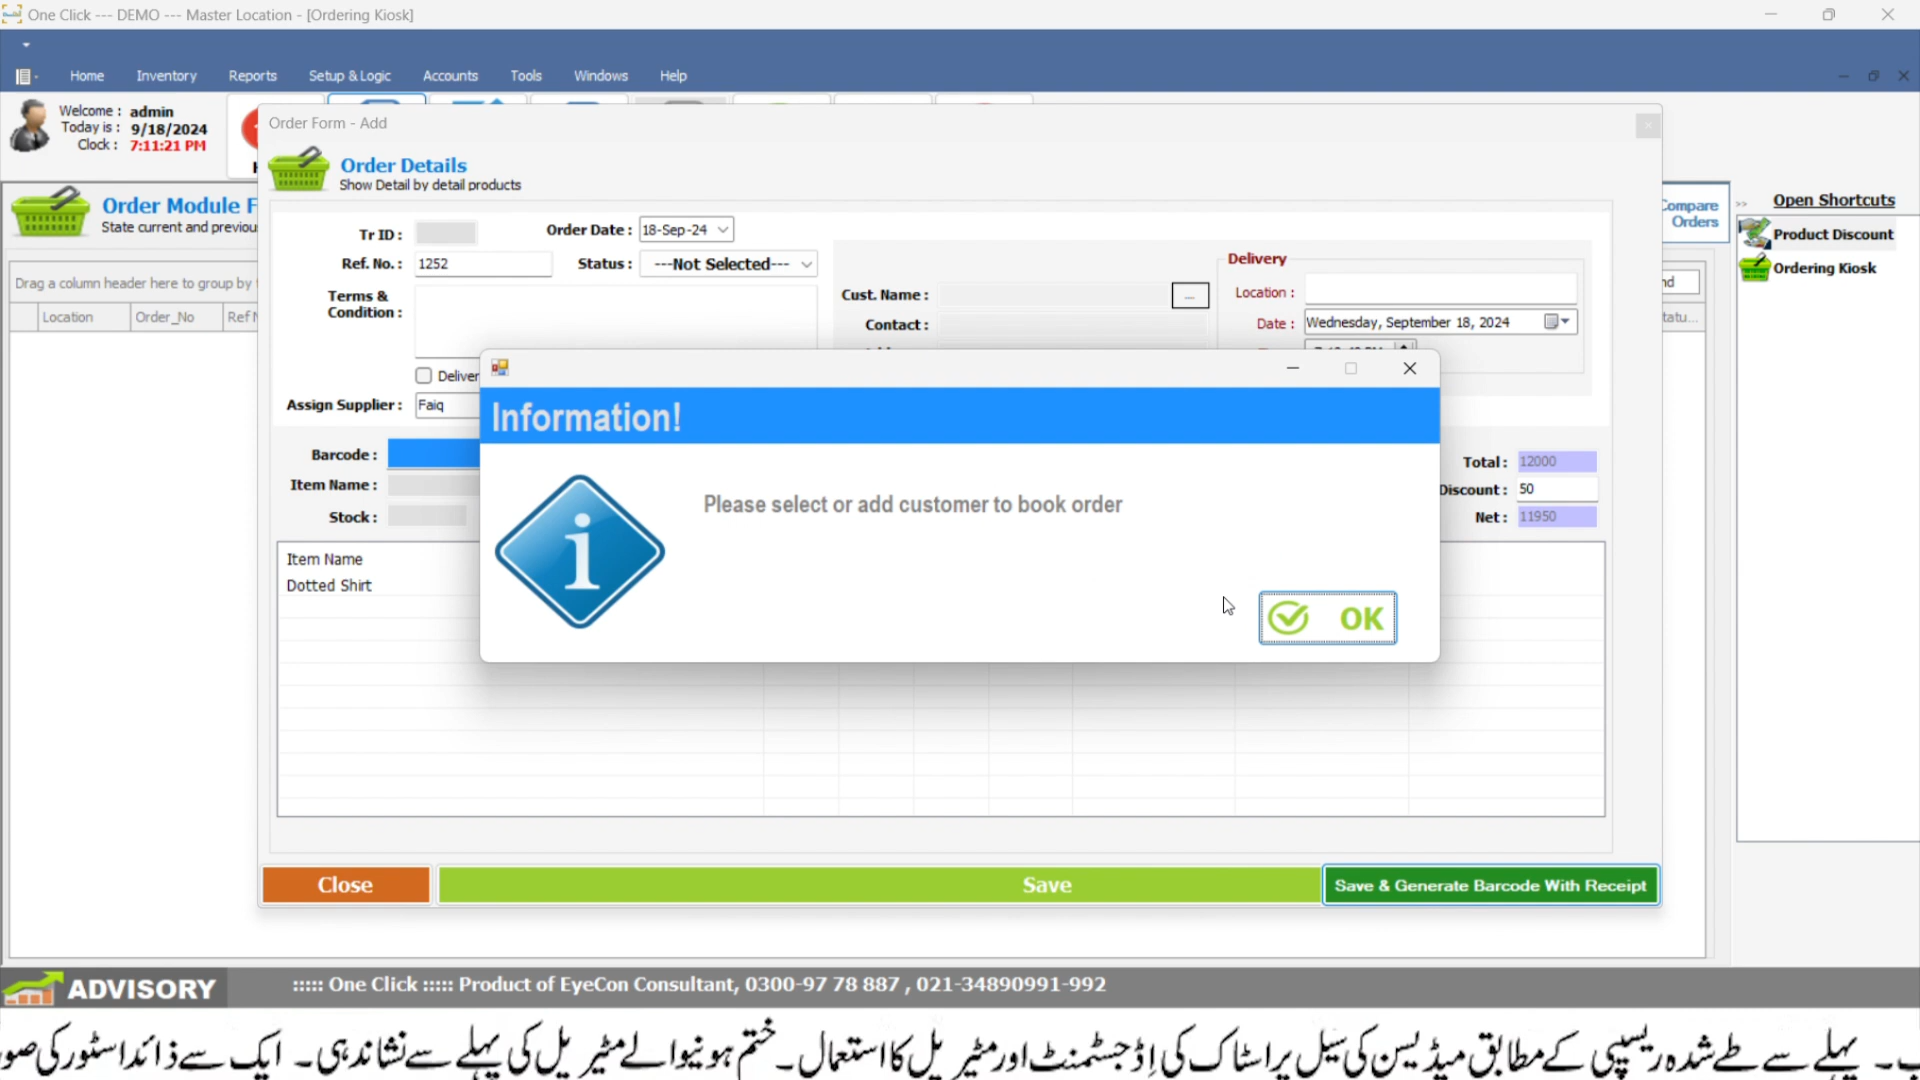 One Click --- DEMO --- Master Location - [Ordering Kiosk]
Home Inventory Reports Setup & Logic Accounts Tools Windows Help
Welcome : admin
Today is : 9/18/2024
Clock : 7:11:21 PM
Order Form - Add
Order Details
Show Detail by detail products
Order Module F
State current and previou
Compare
Orders
>> Open Shortcuts
Product Discount
Ordering Kiosk
Drag a column header here to group by
Location Order_No Ref
Tr ID :
Order Date : 18-Sep-24
Ref. No. : 1252
Status : ---Not Selected---
Terms &
Condition :
Cust. Name : ...
Contact :
Delivery
Location :
Date : Wednesday, September 18, 2024
Deliver
Assign Supplier : Faiq
Information!
Please select or add customer to book order
OK
Barcode :
Item Name :
Stock :
Total : 12000
Discount : 50
Net : 11950
Item Name
Dotted Shirt
Close Save Save & Generate Barcode With Receipt
ADVISORY
::::: One Click ::::: Product of EyeCon Consultant, 0300-97 78 887 , 021-34890991-992
۔ پہلے سے طے شدہ ریسپی کے مطابق میڈیسن کی سیل پر اسٹاک کی اِڈجسٹمنٹ اور مٹیریل کا استعمال ۔ ختم ہونیوالے مٹیریل کی پہلے سے نشاندہی ۔ ایک سے ذائد اسٹور کی